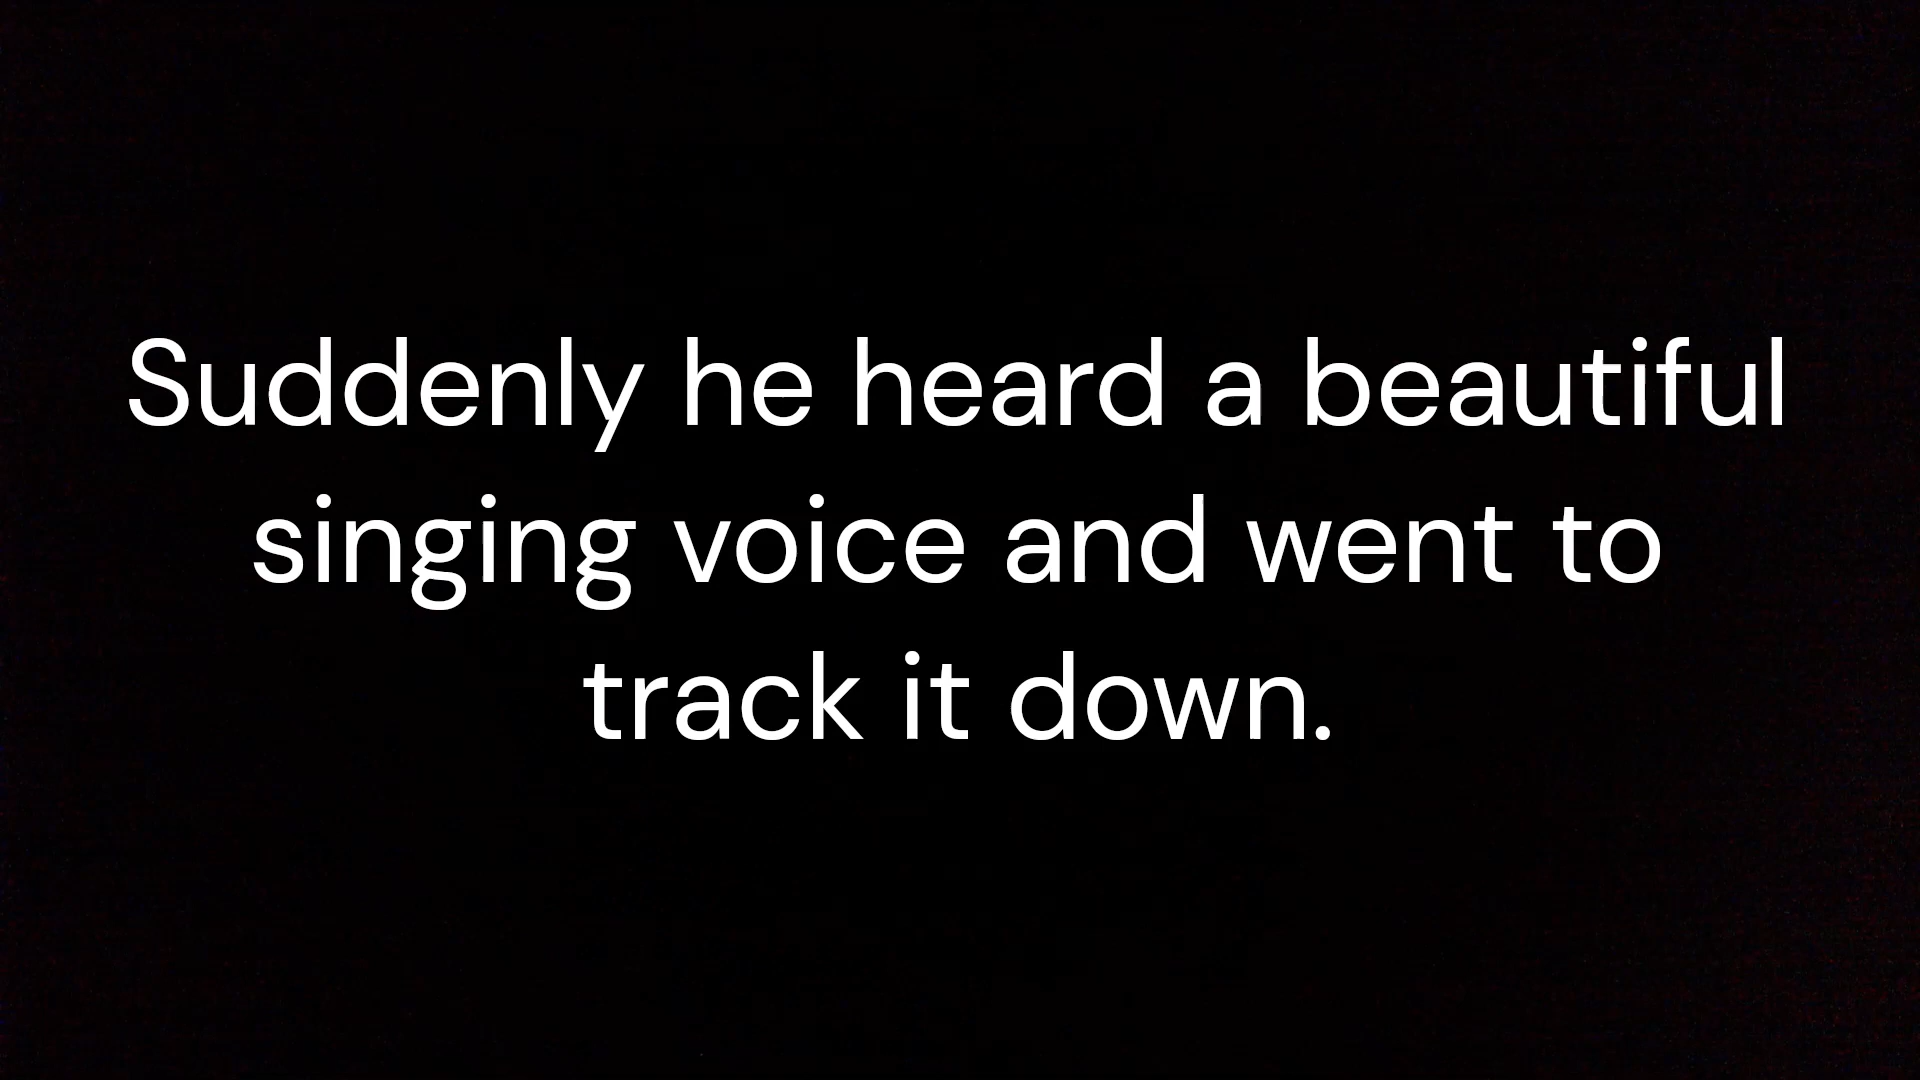 Suddenly he heard a beautiful
singing voice and went to
track it down.